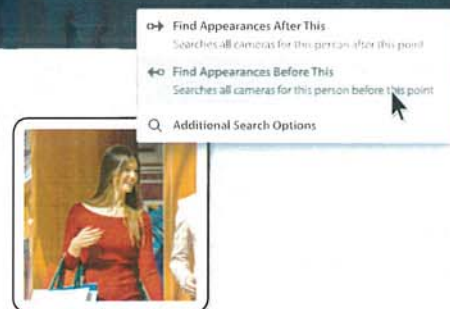 Find Appearances After This
Searches all cameras for this person after this point
Find Appearances Before This
Searches all cameras for this person before this point
Additional Search Options